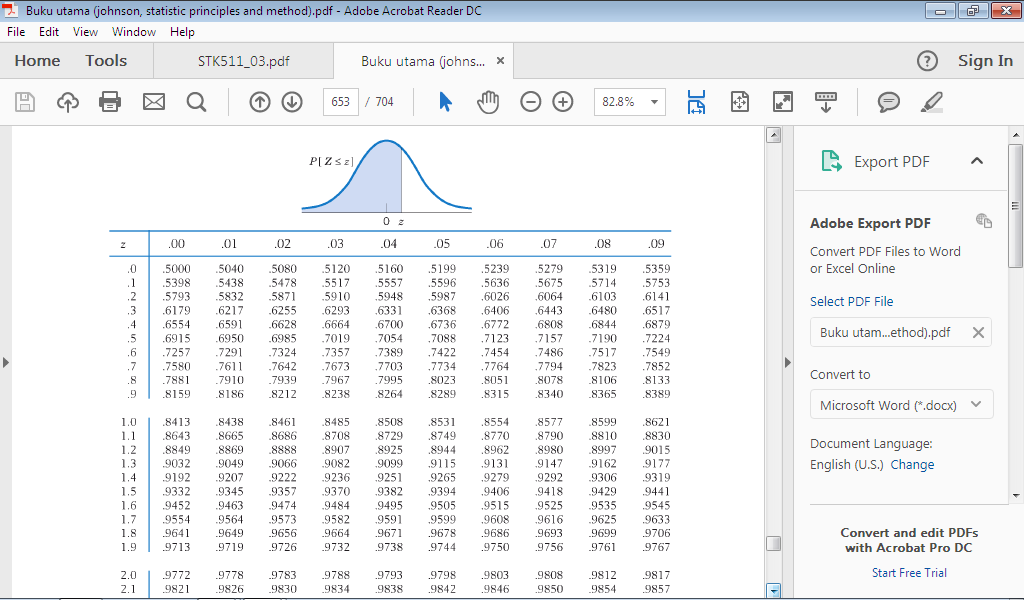 Buku utama (johnson, statistic principles and method).pdf - Adobe Acrobat Reader DC
File Edit View Window Help
Home Tools STK511_03.pdf Buku utama (johns... × Sign In
653 / 704 82.8%
P[Z ≤ z]
0 z
z .00 .01 .02 .03 .04 .05 .06 .07 .08 .09
.0 .5000 .5040 .5080 .5120 .5160 .5199 .5239 .5279 .5319 .5359
.1 .5398 .5438 .5478 .5517 .5557 .5596 .5636 .5675 .5714 .5753
.2 .5793 .5832 .5871 .5910 .5948 .5987 .6026 .6064 .6103 .6141
.3 .6179 .6217 .6255 .6293 .6331 .6368 .6406 .6443 .6480 .6517
.4 .6554 .6591 .6628 .6664 .6700 .6736 .6772 .6808 .6844 .6879
.5 .6915 .6950 .6985 .7019 .7054 .7088 .7123 .7157 .7190 .7224
.6 .7257 .7291 .7324 .7357 .7389 .7422 .7454 .7486 .7517 .7549
.7 .7580 .7611 .7642 .7673 .7703 .7734 .7764 .7794 .7823 .7852
.8 .7881 .7910 .7939 .7967 .7995 .8023 .8051 .8078 .8106 .8133
.9 .8159 .8186 .8212 .8238 .8264 .8289 .8315 .8340 .8365 .8389
1.0 .8413 .8438 .8461 .8485 .8508 .8531 .8554 .8577 .8599 .8621
1.1 .8643 .8665 .8686 .8708 .8729 .8749 .8770 .8790 .8810 .8830
1.2 .8849 .8869 .8888 .8907 .8925 .8944 .8962 .8980 .8997 .9015
1.3 .9032 .9049 .9066 .9082 .9099 .9115 .9131 .9147 .9162 .9177
1.4 .9192 .9207 .9222 .9236 .9251 .9265 .9279 .9292 .9306 .9319
1.5 .9332 .9345 .9357 .9370 .9382 .9394 .9406 .9418 .9429 .9441
1.6 .9452 .9463 .9474 .9484 .9495 .9505 .9515 .9525 .9535 .9545
1.7 .9554 .9564 .9573 .9582 .9591 .9599 .9608 .9616 .9625 .9633
1.8 .9641 .9649 .9656 .9664 .9671 .9678 .9686 .9693 .9699 .9706
1.9 .9713 .9719 .9726 .9732 .9738 .9744 .9750 .9756 .9761 .9767
2.0 .9772 .9778 .9783 .9788 .9793 .9798 .9803 .9808 .9812 .9817
2.1 .9821 .9826 .9830 .9834 .9838 .9842 .9846 .9850 .9854 .9857
Export PDF
Adobe Export PDF
Convert PDF Files to Word
or Excel Online
Select PDF File
Buku utam...ethod).pdf
Convert to
Microsoft Word (*.docx)
Document Language:
English (U.S.) Change
Convert and edit PDFs
with Acrobat Pro DC
Start Free Trial